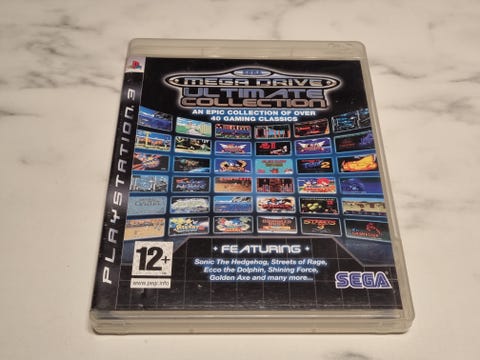 SEGA
MEGA DRIVE
ULTIMATE
COLLECTION
AN EPIC COLLECTION OF OVER
40 GAMING CLASSICS
PLAYSTATION 3
12+
www.pegi.info
• FEATURING •
Sonic The Hedgehog, Streets of Rage,
Ecco the Dolphin, Shining Force,
Golden Axe and many more...
SEGA